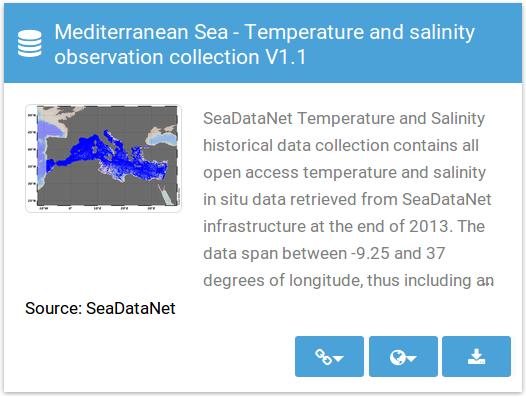 Mediterranean Sea - Temperature and salinity
observation collection V1.1
SeaDataNet Temperature and Salinity
historical data collection contains all
open access temperature and salinity
in situ data retrieved from SeaDataNet
infrastructure at the end of 2013. The
data span between -9.25 and 37
degrees of longitude, thus including an
Source: SeaDataNet